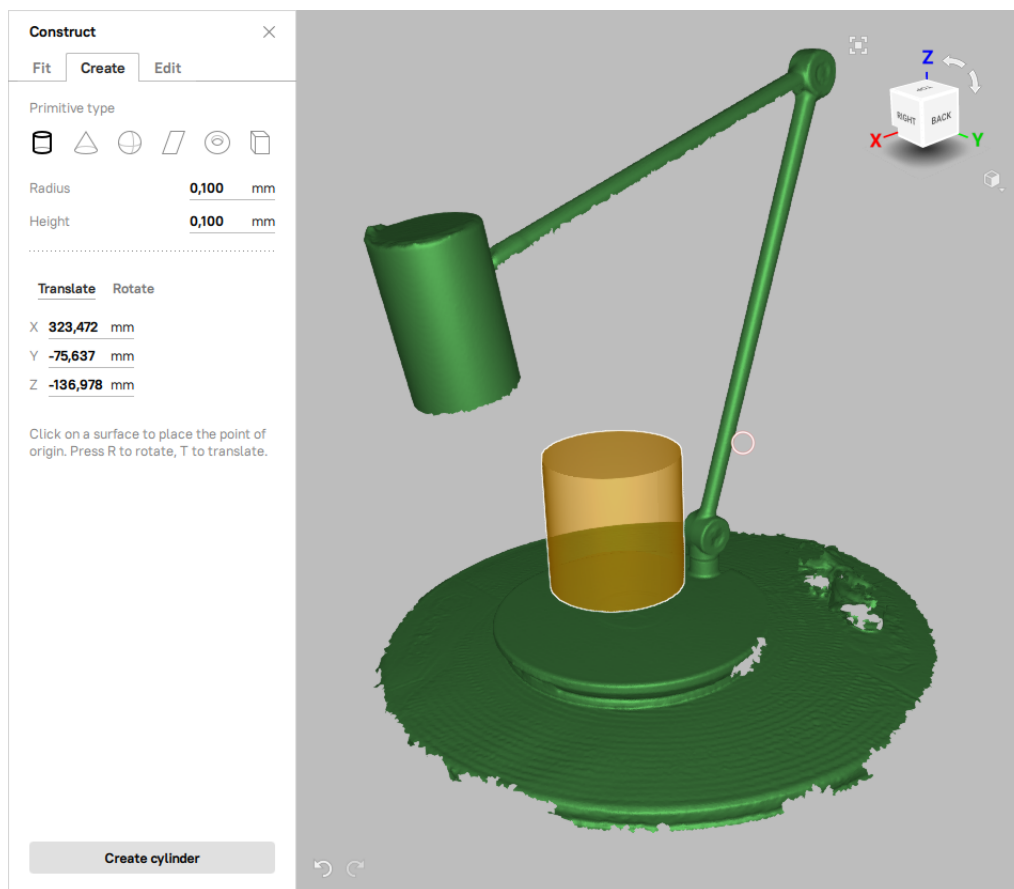 Construct
Fit Create Edit
Primitive type
Radius 0,100 mm
Height 0,100 mm
Translate Rotate
X 323,472 mm
Y -75,637 mm
Z -136,978 mm
Click on a surface to place the point of
origin. Press R to rotate, T to translate.
Create cylinder
Z
TOP
RIGHT BACK
X Y